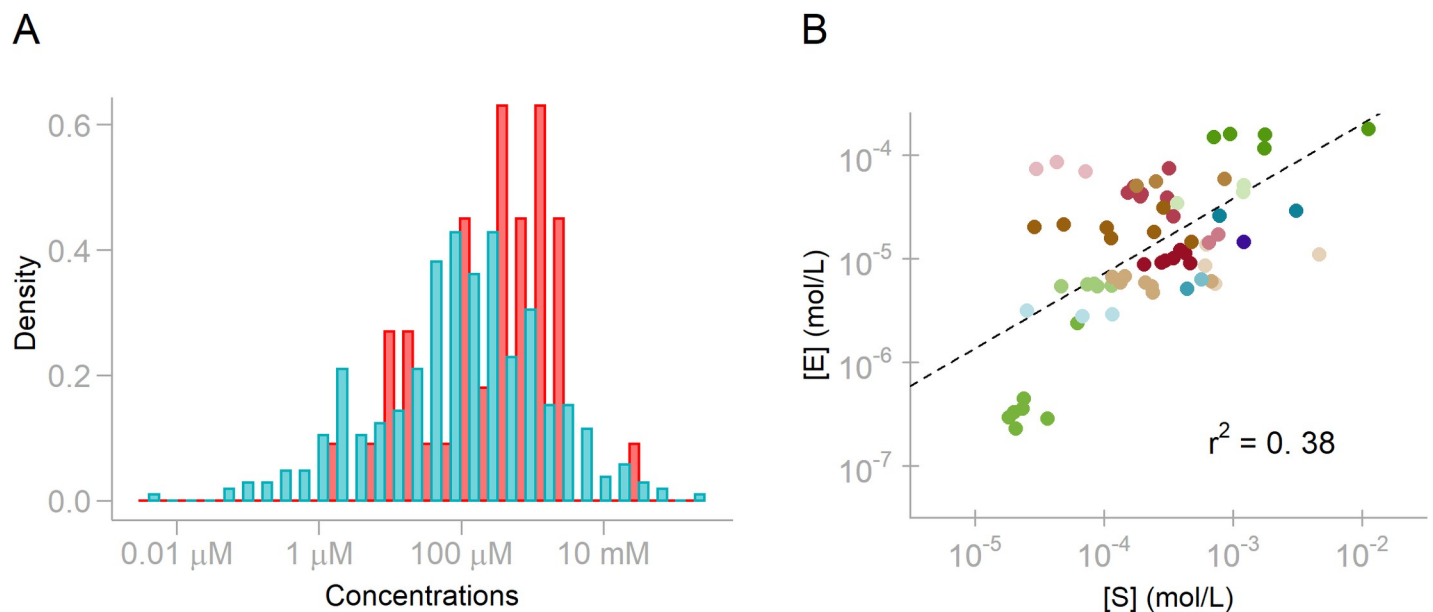 A
0.6
0.4
0.2
0.0
Density
0.01 μM
1 μM
100 μM
10 mM
Concentrations
B
[E] (mol/L)
10⁻⁴
10⁻⁵
10⁻⁶
10⁻⁷
r² = 0. 38
10⁻⁵
10⁻⁴
10⁻³
10⁻²
[S] (mol/L)